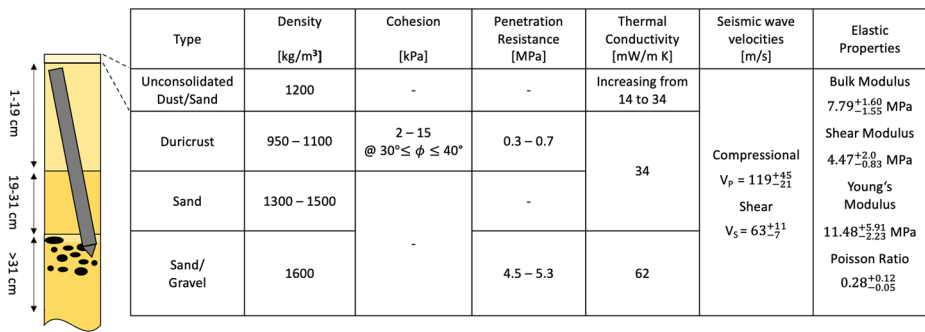 Type
Density
[kg/m³]
Cohesion
[kPa]
Penetration
Resistance
[MPa]
Thermal
Conductivity
[mW/m K]
Seismic wave
velocities
[m/s]
Elastic
Properties
Unconsolidated
Dust/Sand
1200
-
-
Increasing from
14 to 34
Duricrust
950 – 1100
2 – 15
@ 30°≤ ϕ ≤ 40°
0.3 – 0.7
34
Sand
1300 – 1500
-
-
Sand/
Gravel
1600
4.5 – 5.3
62
Compressional
V_P = 119^{+45}_{−21}
Shear
V_S = 63^{+11}_{−7}
Bulk Modulus
7.79^{+1.60}_{−1.55} MPa
Shear Modulus
4.47^{+2.0}_{−0.83} MPa
Young's
Modulus
11.48^{+5.91}_{−2.23} MPa
Poisson Ratio
0.28^{+0.12}_{−0.05}
1-19 cm
19-31 cm
>31 cm